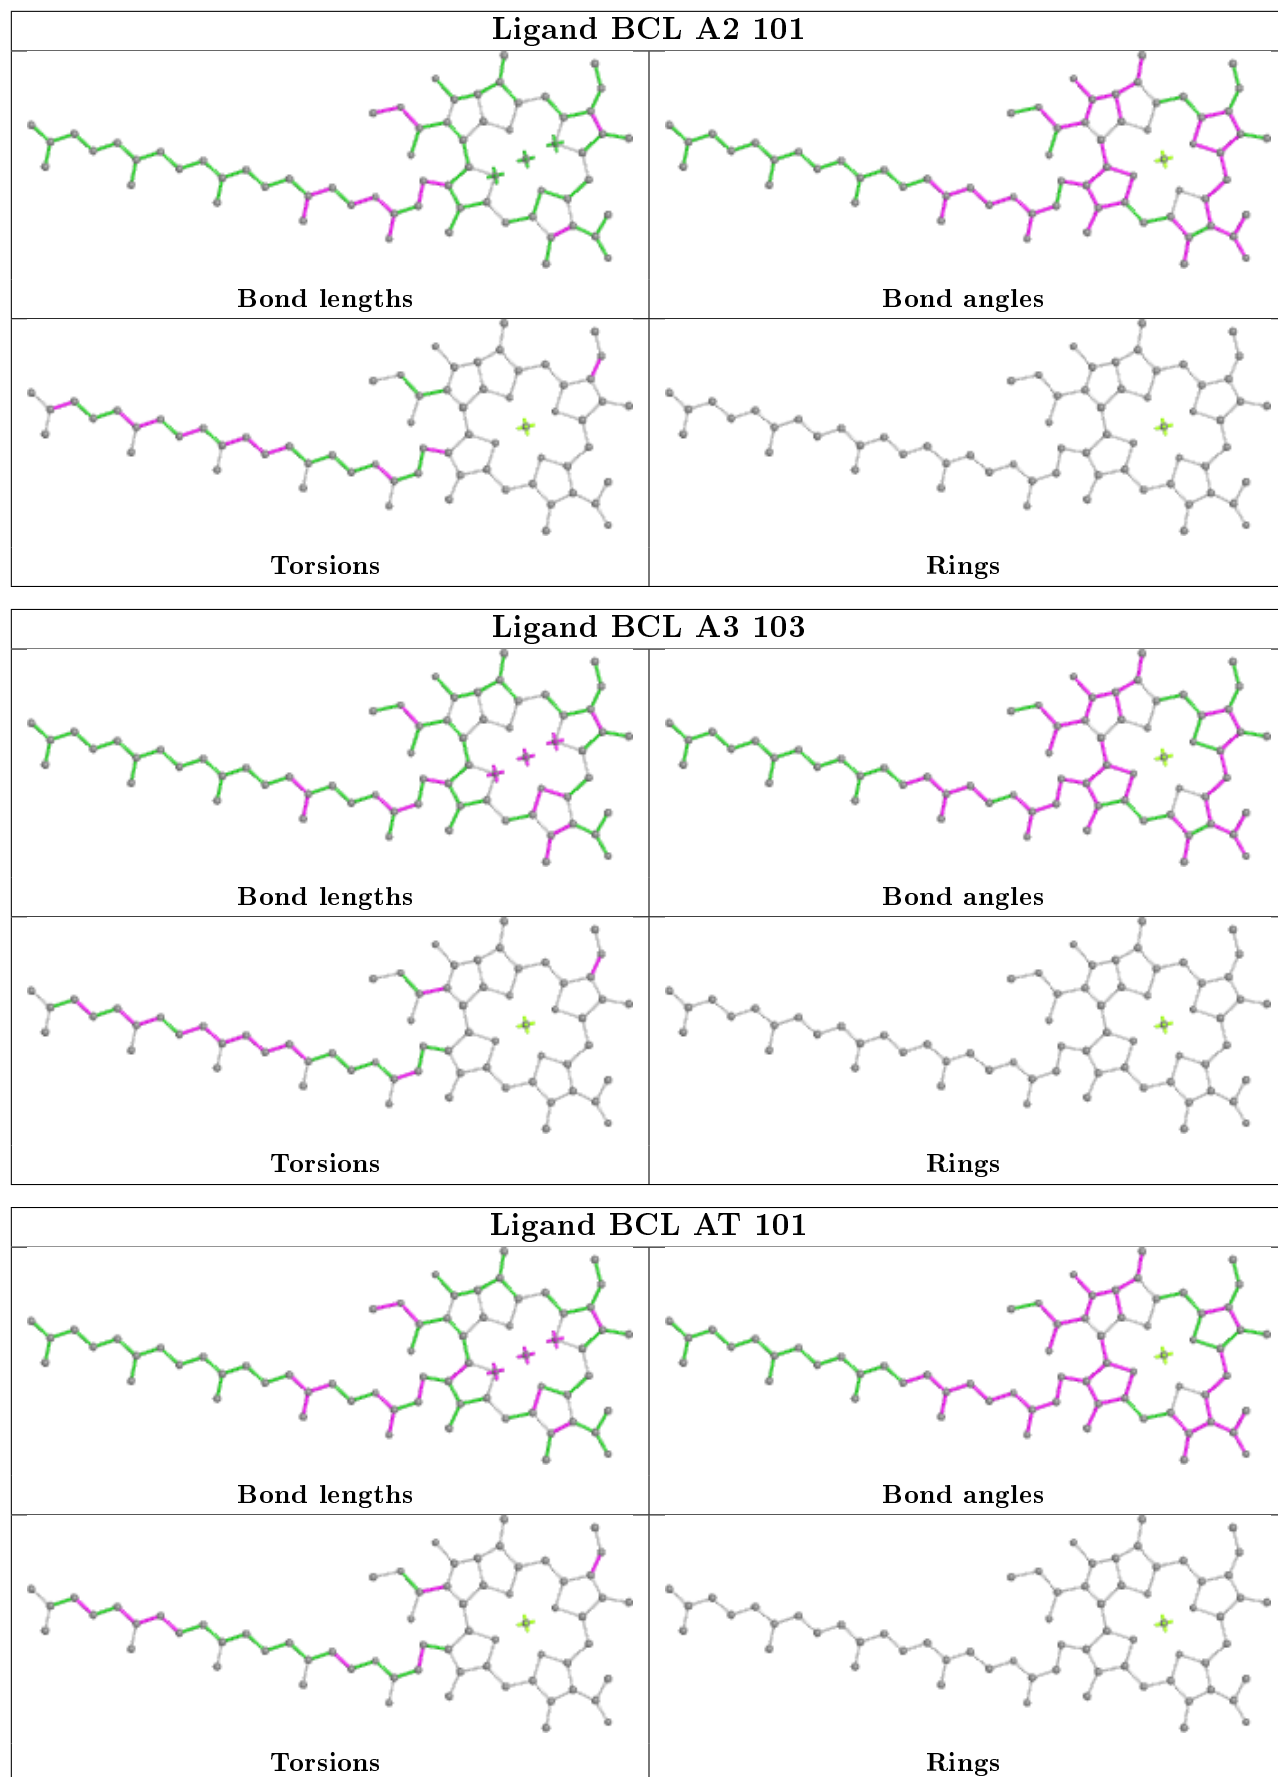 Ligand BCL A2 101
Bond lengths
Bond angles
Torsions
Rings
Ligand BCL A3 103
Bond lengths
Bond angles
Torsions
Rings
Ligand BCL AT 101
Bond lengths
Bond angles
Torsions
Rings